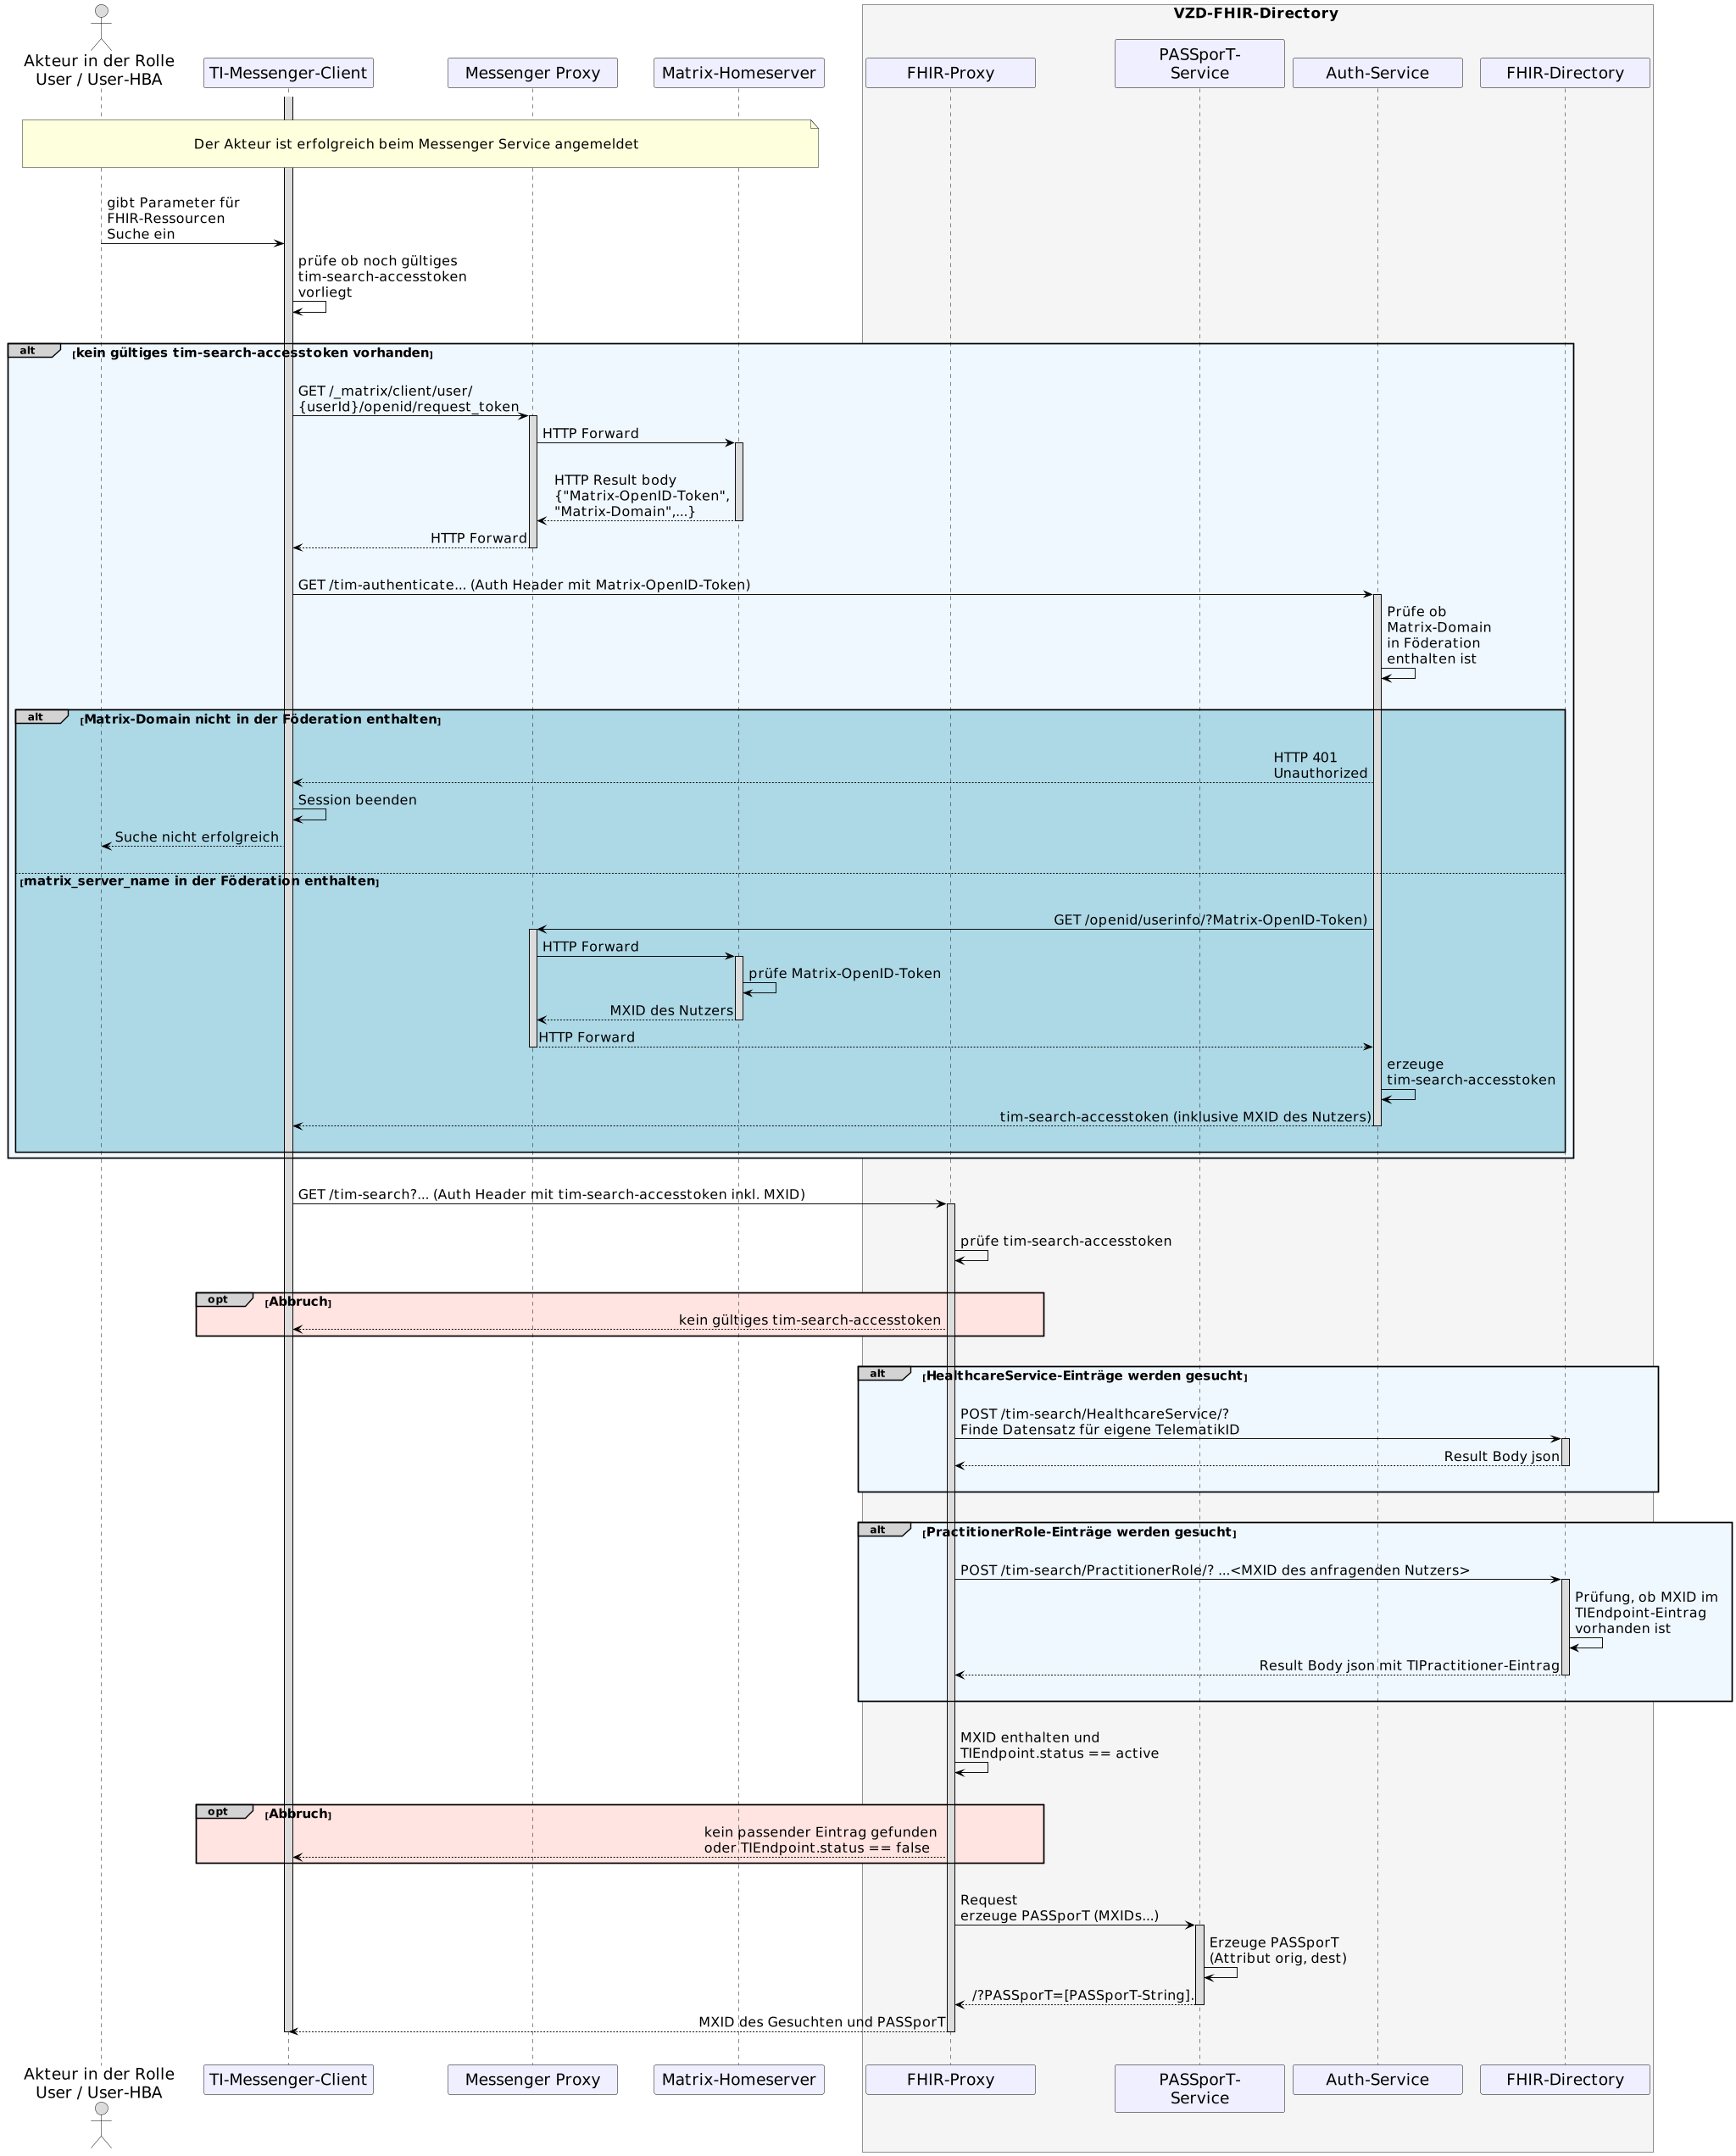 VZD-FHIR-Directory
Akteur in der Rolle
User / User-HBA
TI-Messenger-Client
Messenger Proxy
Matrix-Homeserver
FHIR-Proxy
PASSporT-
Service
Auth-Service
FHIR-Directory
Der Akteur ist erfolgreich beim Messenger Service angemeldet
gibt Parameter für
FHIR-Ressourcen
Suche ein
prüfe ob noch gültiges
tim-search-accesstoken
vorliegt
alt [kein gültiges tim-search-accesstoken vorhanden]
GET /_matrix/client/user/
{userId}/openid/request_token
HTTP Forward
HTTP Result body
{"Matrix-OpenID-Token",
"Matrix-Domain",...}
HTTP Forward
GET /tim-authenticate... (Auth Header mit Matrix-OpenID-Token)
Prüfe ob
Matrix-Domain
in Föderation
enthalten ist
alt [Matrix-Domain nicht in der Föderation enthalten]
HTTP 401
Unauthorized
Session beenden
Suche nicht erfolgreich
[matrix_server_name in der Föderation enthalten]
GET /openid/userinfo/?Matrix-OpenID-Token)
HTTP Forward
prüfe Matrix-OpenID-Token
MXID des Nutzers
HTTP Forward
erzeuge
tim-search-accesstoken
tim-search-accesstoken (inklusive MXID des Nutzers)
GET /tim-search?... (Auth Header mit tim-search-accesstoken inkl. MXID)
prüfe tim-search-accesstoken
opt [Abbruch]
kein gültiges tim-search-accesstoken
alt [HealthcareService-Einträge werden gesucht]
POST /tim-search/HealthcareService/?
Finde Datensatz für eigene TelematikID
Result Body json
alt [PractitionerRole-Einträge werden gesucht]
POST /tim-search/PractitionerRole/? ...<MXID des anfragenden Nutzers>
Prüfung, ob MXID im
TIEndpoint-Eintrag
vorhanden ist
Result Body json mit TIPractitioner-Eintrag
MXID enthalten und
TIEndpoint.status == active
opt [Abbruch]
kein passender Eintrag gefunden
oder TIEndpoint.status == false
Request
erzeuge PASSporT (MXIDs...)
Erzeuge PASSporT
(Attribut orig, dest)
/?PASSporT=[PASSporT-String].
MXID des Gesuchten und PASSporT
Akteur in der Rolle
User / User-HBA
TI-Messenger-Client
Messenger Proxy
Matrix-Homeserver
FHIR-Proxy
PASSporT-
Service
Auth-Service
FHIR-Directory